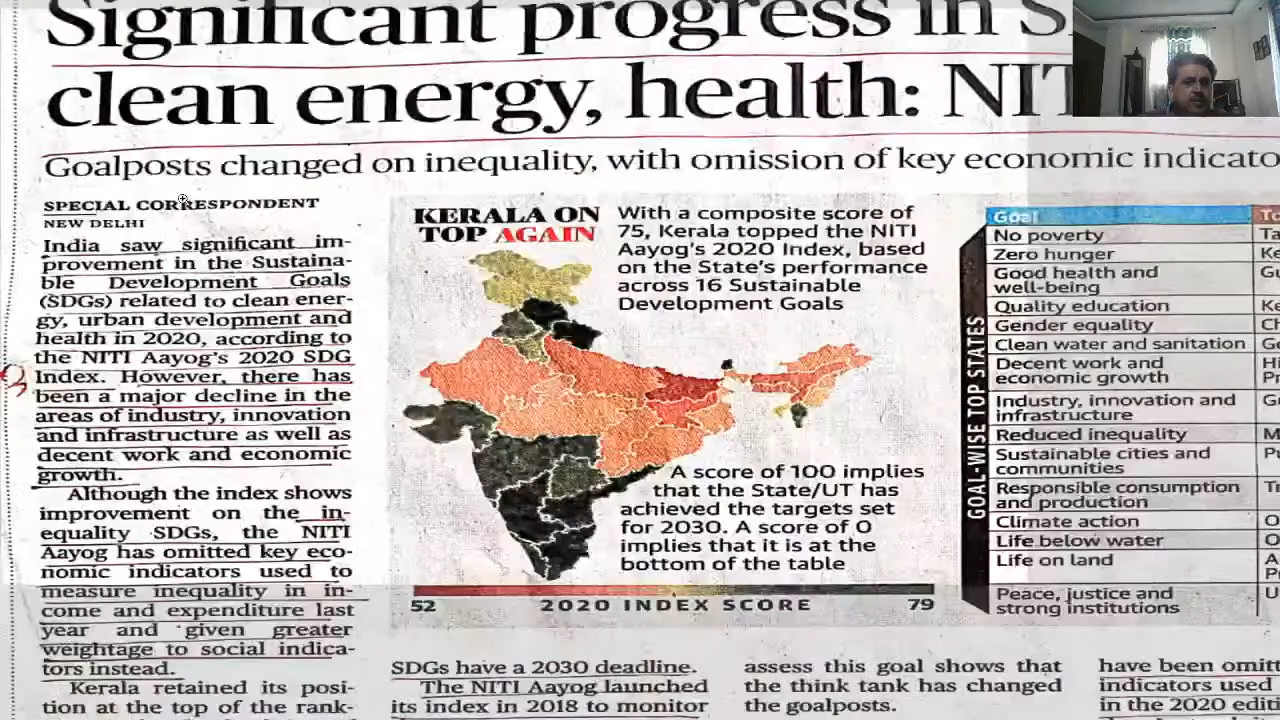 Significant progress in
clean energy, health:
Goalposts changed on inequality, with omission of key economic
SPECIAL CORRESPONDENT
NEW DELHI
India saw significant im-
provement in the Sustaina-
ble Development Goals
(SDGs) related to clean ener-
gy, urban development and
health in 2020, according to
the NITI Aayog's 2020 SDG
Index. However, there has
been a major decline in the
areas of industry, innovation
and infrastructure as well as
decent work and economic
growth.
Although the index shows
improvement on the in-
equality SDGs, the NITI
Aayog has omitted key eco-
nomic indicators used to
measure inequality in in-
come and expenditure last
year and given greater
weightage to social indica-
tors instead.
Kerala retained its posi-
tion at the top of the rank-
KERALA ON
TOP AGAIN
With a composite score of
75, Kerala topped the NITI
Aayog's 2020 Index, based
on the State's performance
across 16 Sustainable
Development Goals
A score of 100 implies
that the State/UT has
achieved the targets set
for 2030. A score of 0
implies that it is at the
bottom of the table
52 2020 INDEX SCORE 79
SDGs have a 2030 deadline.
The NITI Aayog launched
its index in 2018 to monitor
assess this goal shows that
the think tank has changed
the goalposts.
GOAL-WISE TOP STATES
Goal
No poverty
Zero hunger
Good health and
well-being
Quality education
Gender equality
Clean water and sanitation
Decent work and
economic growth
Industry, innovation and
infrastructure
Reduced inequality
Sustainable cities and
communities
Responsible consumption
and production
Climate action
Life below water
Life on land
Peace, justice and
strong institutions
have been
indicators used
in the 2020